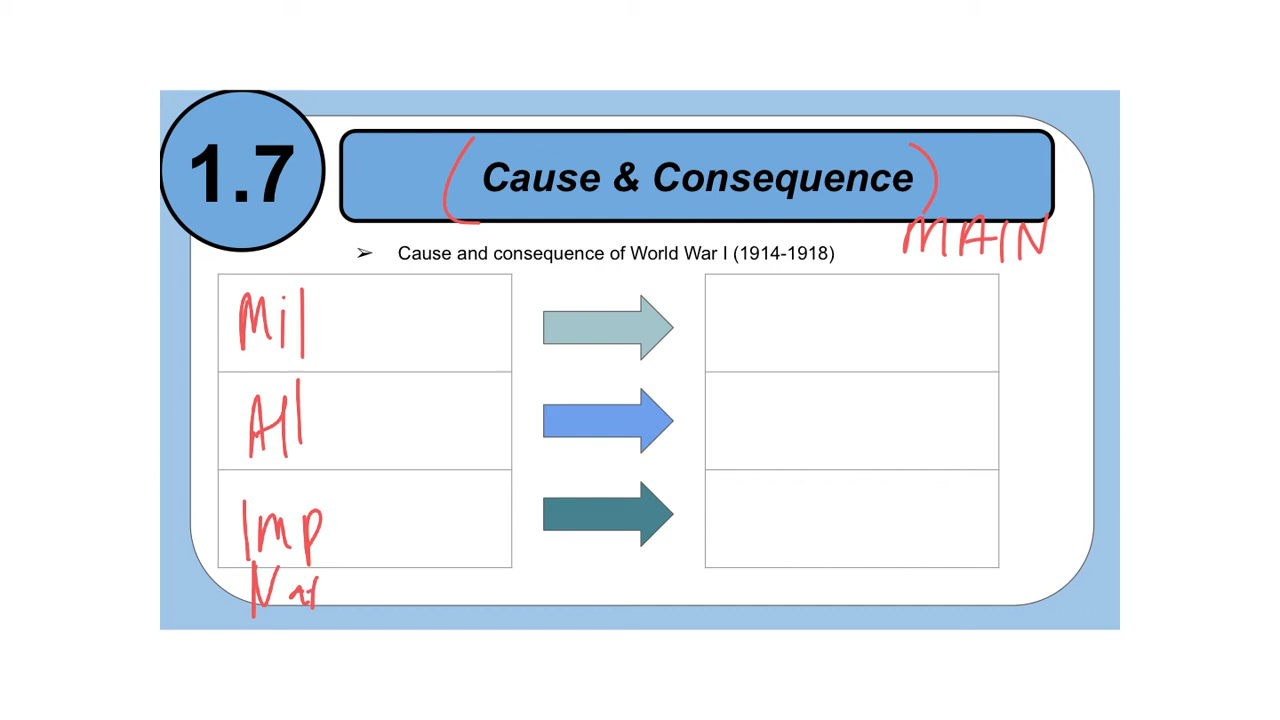 1.7
Cause & Consequence
MAIN
➢ Cause and consequence of World War I (1914-1918)
Mil
All
Imp
Nat